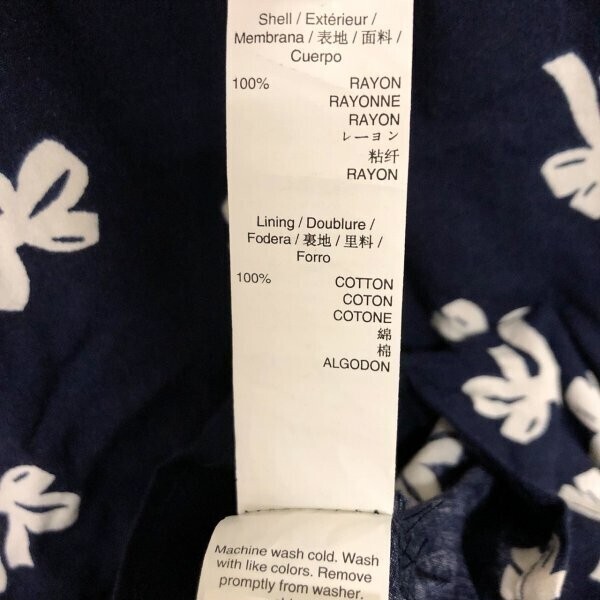 Shell / Extérieur /
Membrana / 表地 / 面料 /
Cuerpo
100% RAYON
RAYONNE
RAYON
レーヨン
粘纤
RAYON
Lining / Doublure /
Fodera / 裏地 / 里料 /
Forro
100% COTTON
COTON
COTONE
綿
棉
ALGODON
Machine wash cold. Wash
with like colors. Remove
promptly from washer.